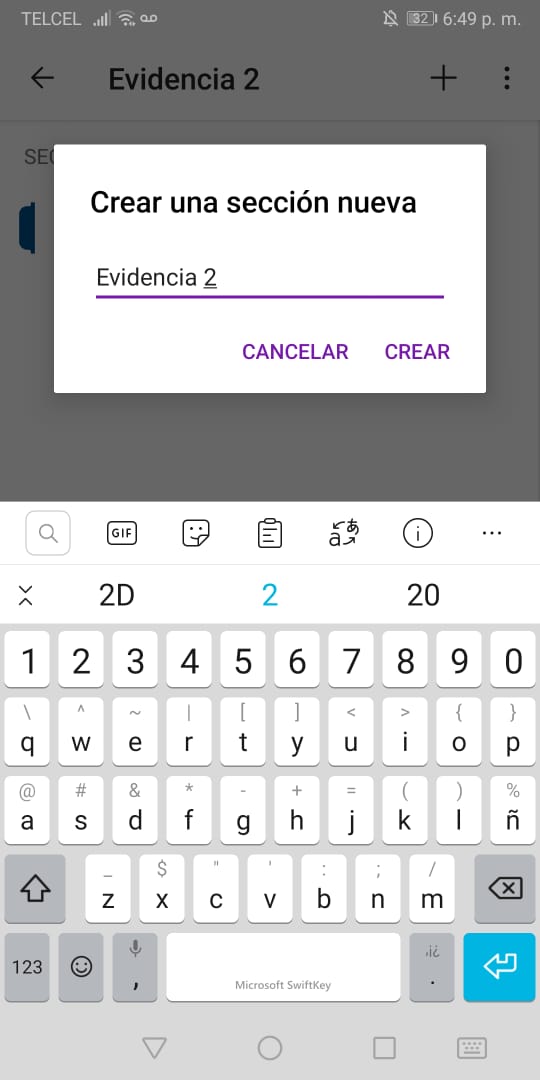 TELCEL 32 6:49 p. m.
Evidencia 2
SEC
Crear una sección nueva
Evidencia 2
CANCELAR CREAR
GIF
2D 2 20
1 2 3 4 5 6 7 8 9 0
\ ^ ~ | [ ] < > { }
q w e r t y u i o p
@ # & * - + = ( ) %
a s d f g h j k l ñ
_ $ " ' : ; /
z x c v b n m
123 , Microsoft SwiftKey ,¡¿ .